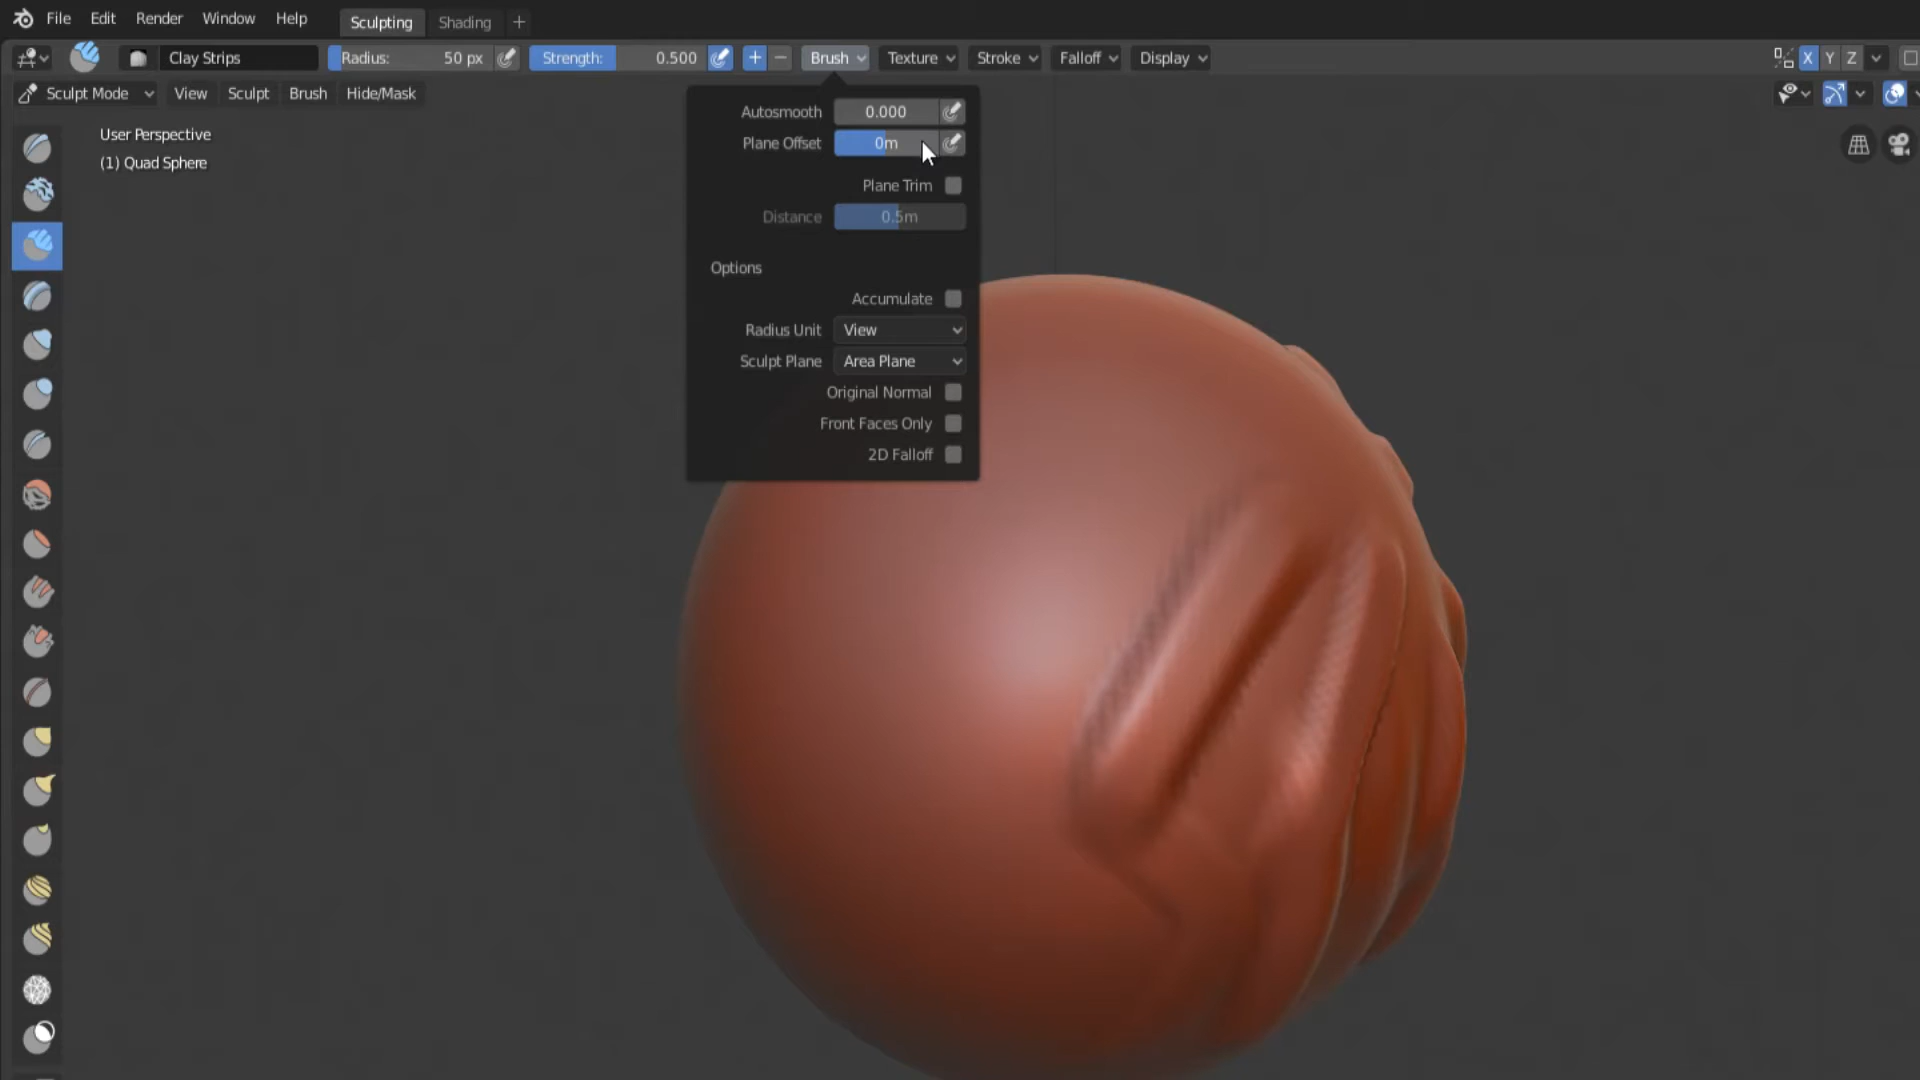 File Edit Render Window Help Sculpting Shading +
Clay Strips Radius: 50 px Strength: 0.500 + − Brush Texture Stroke Falloff Display X Y Z
Sculpt Mode View Sculpt Brush Hide/Mask
User Perspective
(1) Quad Sphere
Autosmooth 0.000
Plane Offset 0m
Plane Trim
Distance 0.5m
Options
Accumulate
Radius Unit View
Sculpt Plane Area Plane
Original Normal
Front Faces Only
2D Falloff